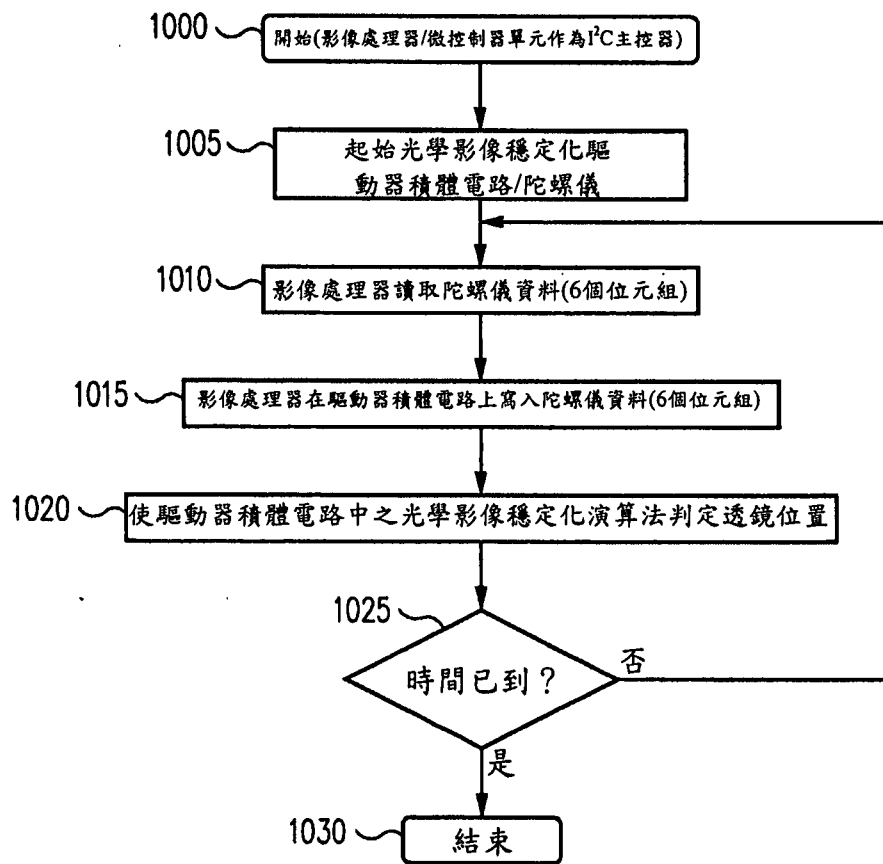 1000
開始(影像處理器/微控制器單元作為I²C主控器)
1005
起始光學影像穩定化驅
動器積體電路/陀螺儀
1010
影像處理器讀取陀螺儀資料(6個位元組)
1015
影像處理器在驅動器積體電路上寫入陀螺儀資料(6個位元組)
1020
使驅動器積體電路中之光學影像穩定化演算法判定透鏡位置
1025
時間已到?
否
是
1030
結束